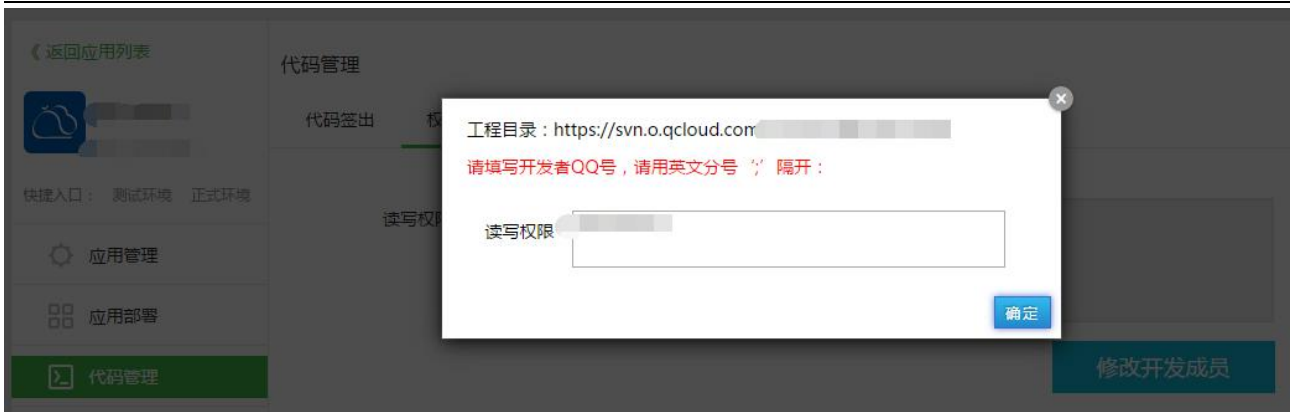 《返回应用列表
代码管理
代码签出 权
快捷入口： 测试环境 正式环境
应用管理
应用部署
代码管理
读写权限
工程目录：https://svn.o.qcloud.com
请填写开发者QQ号，请用英文分号 ‘;’ 隔开：
读写权限
确定
修改开发成员